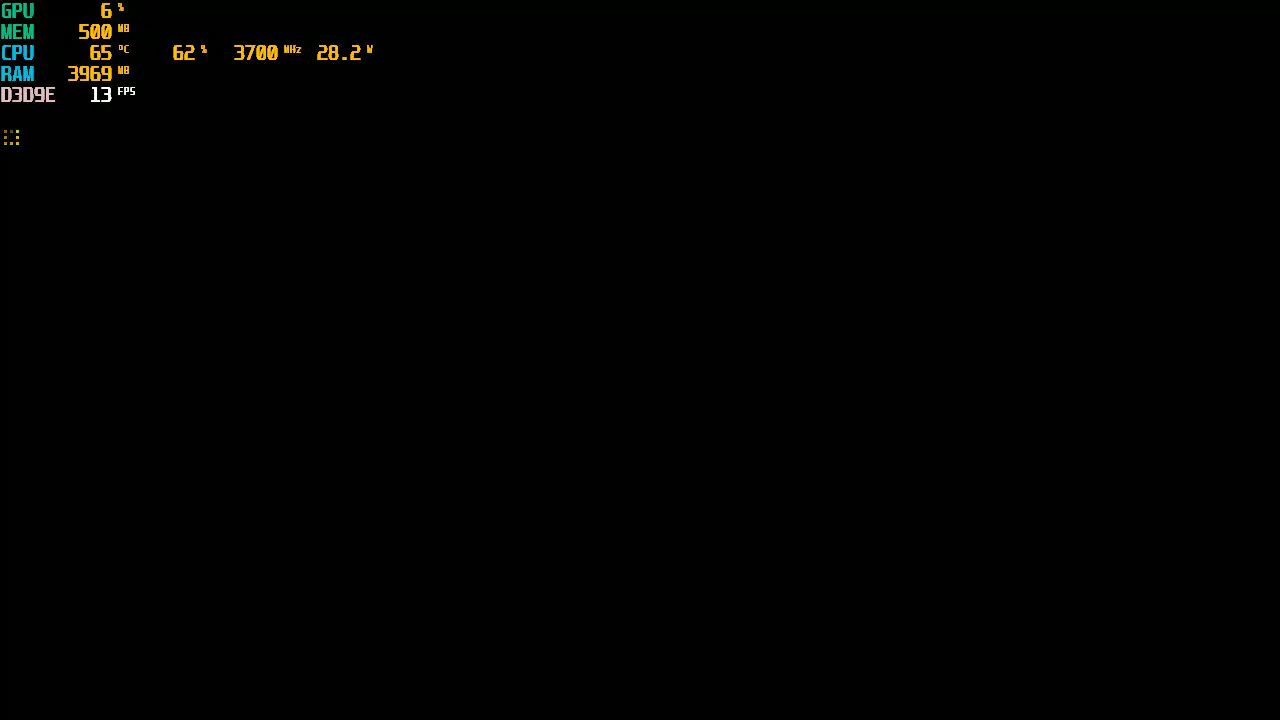 GPU 6 %
MEM 500 MB
CPU 65 °C 62 % 3700 MHz 28.2 W
RAM 3969 MB
D3D9E 13 FPS